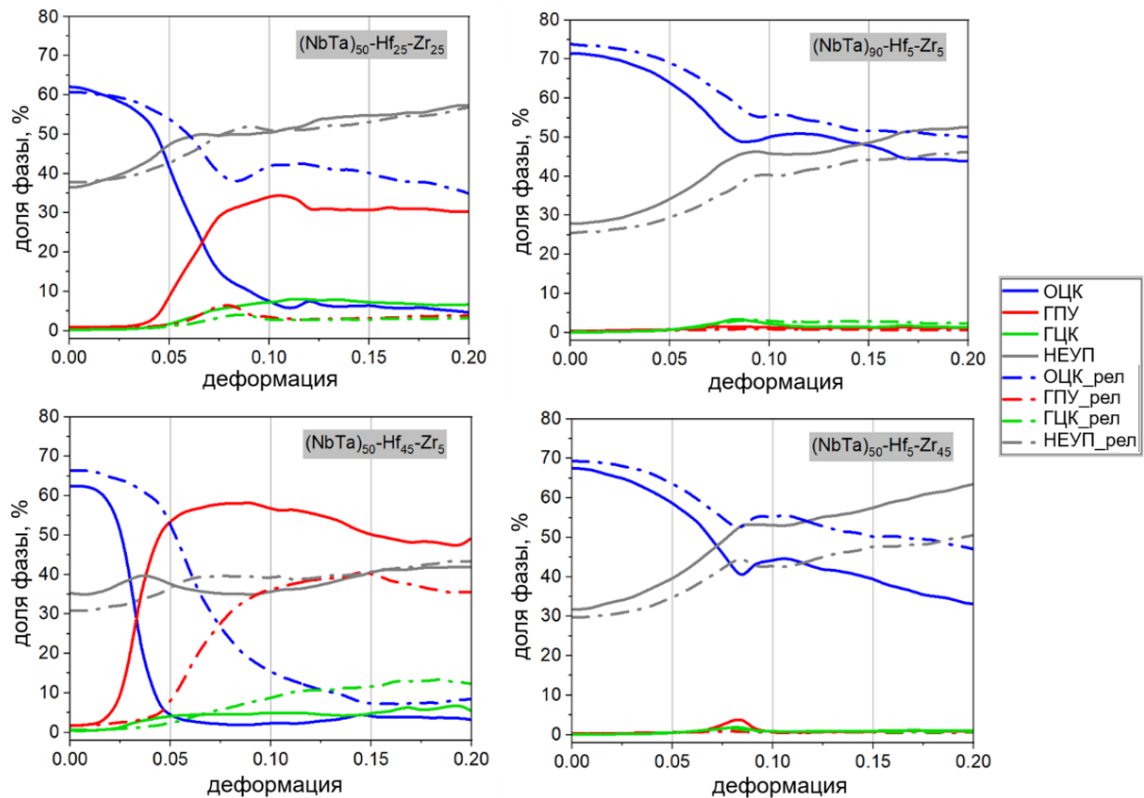 80
70
60
50
40
30
20
10
0
доля фазы, %
(NbTa)₅₀-Hf₂₅-Zr₂₅
0.00 0.05 0.10 0.15 0.20
деформация
80
70
60
50
40
30
20
10
0
доля фазы, %
(NbTa)₉₀-Hf₅-Zr₅
0.00 0.05 0.10 0.15 0.20
деформация
ОЦК
ГПУ
ГЦК
НЕУП
ОЦК_рел
ГПУ_рел
ГЦК_рел
НЕУП_рел
80
70
60
50
40
30
20
10
0
доля фазы, %
(NbTa)₅₀-Hf₄₅-Zr₅
0.00 0.05 0.10 0.15 0.20
деформация
80
70
60
50
40
30
20
10
0
доля фазы, %
(NbTa)₅₀-Hf₅-Zr₄₅
0.00 0.05 0.10 0.15 0.20
деформация